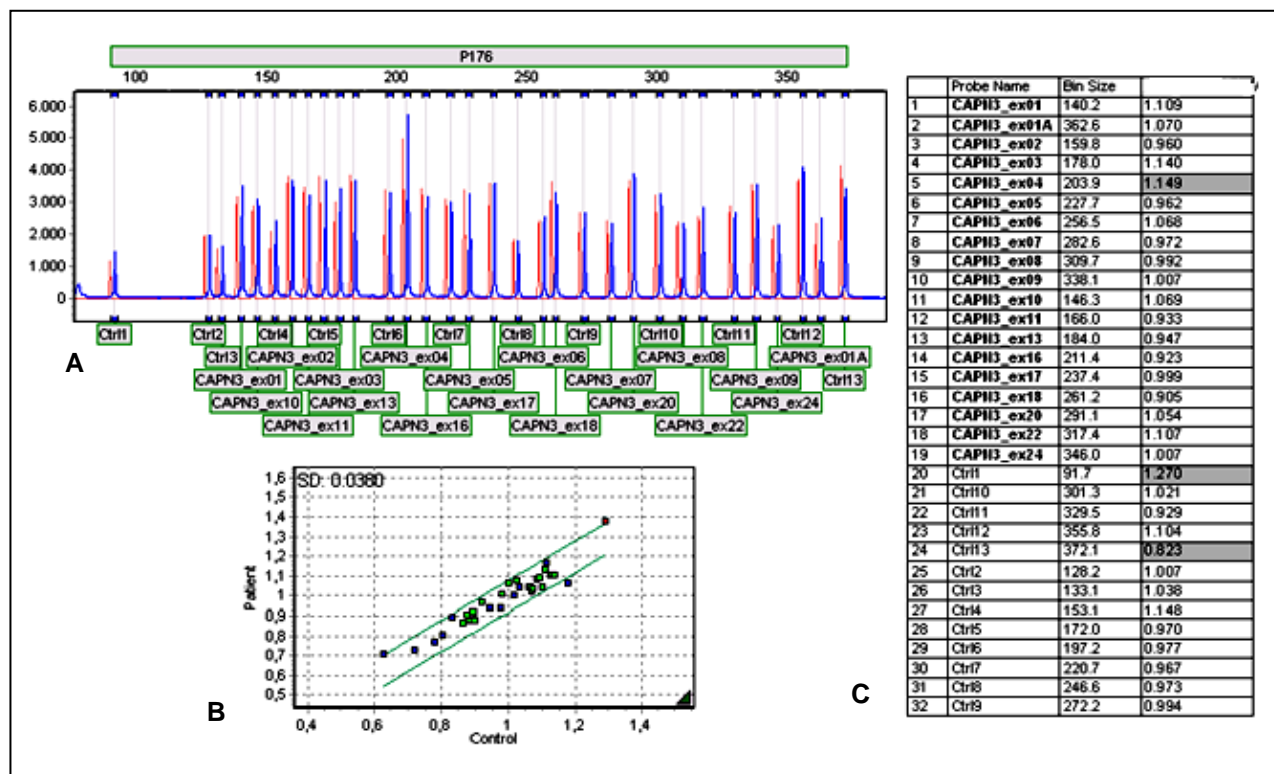 P176
100 150 200 250 300 350
6.000
5.000
4.000
3.000
2.000
1.000
0
Ctrl1 Ctrl2 Ctrl4 Ctrl5 Ctrl6 Ctrl7 Ctrl8 Ctrl9 Ctrl10 Ctrl11 Ctrl12
Ctrl3 CAPN3_ex02 CAPN3_ex04 CAPN3_ex06 CAPN3_ex08 CAPN3_ex01A
CAPN3_ex01 CAPN3_ex03 CAPN3_ex05 CAPN3_ex07 CAPN3_ex09 Ctrl13
CAPN3_ex10 CAPN3_ex13 CAPN3_ex17 CAPN3_ex20 CAPN3_ex24
CAPN3_ex11 CAPN3_ex16 CAPN3_ex18 CAPN3_ex22
A
SD: 0.0380
1,6
1,5
1,4
1,3
1,2
1,1
1
0,9
0,8
0,7
0,6
0,5
Patient
0,4 0,6 0,8 1 1,2 1,4
Control
B
Probe Name Bin Size
1 CAPN3_ex01 140.2 1.109
2 CAPN3_ex01A 362.6 1.070
3 CAPN3_ex02 159.8 0.960
4 CAPN3_ex03 178.0 1.140
5 CAPN3_ex04 203.9 1.149
6 CAPN3_ex05 227.7 0.962
7 CAPN3_ex06 256.5 1.068
8 CAPN3_ex07 282.6 0.972
9 CAPN3_ex08 309.7 0.992
10 CAPN3_ex09 338.1 1.007
11 CAPN3_ex10 146.3 1.069
12 CAPN3_ex11 166.0 0.933
13 CAPN3_ex13 184.0 0.947
14 CAPN3_ex16 211.4 0.923
15 CAPN3_ex17 237.4 0.999
16 CAPN3_ex18 261.2 0.905
17 CAPN3_ex20 291.1 1.054
18 CAPN3_ex22 317.4 1.107
19 CAPN3_ex24 346.0 1.007
20 Ctrl1 91.7 1.270
21 Ctrl10 301.3 1.021
22 Ctrl11 329.5 0.929
23 Ctrl12 355.8 1.104
24 Ctrl13 372.1 0.823
25 Ctrl2 128.2 1.007
26 Ctrl3 133.1 1.038
27 Ctrl4 153.1 1.148
28 Ctrl5 172.0 0.970
29 Ctrl6 197.2 0.977
30 Ctrl7 220.7 0.967
31 Ctrl8 246.6 0.973
32 Ctrl9 272.2 0.994
C